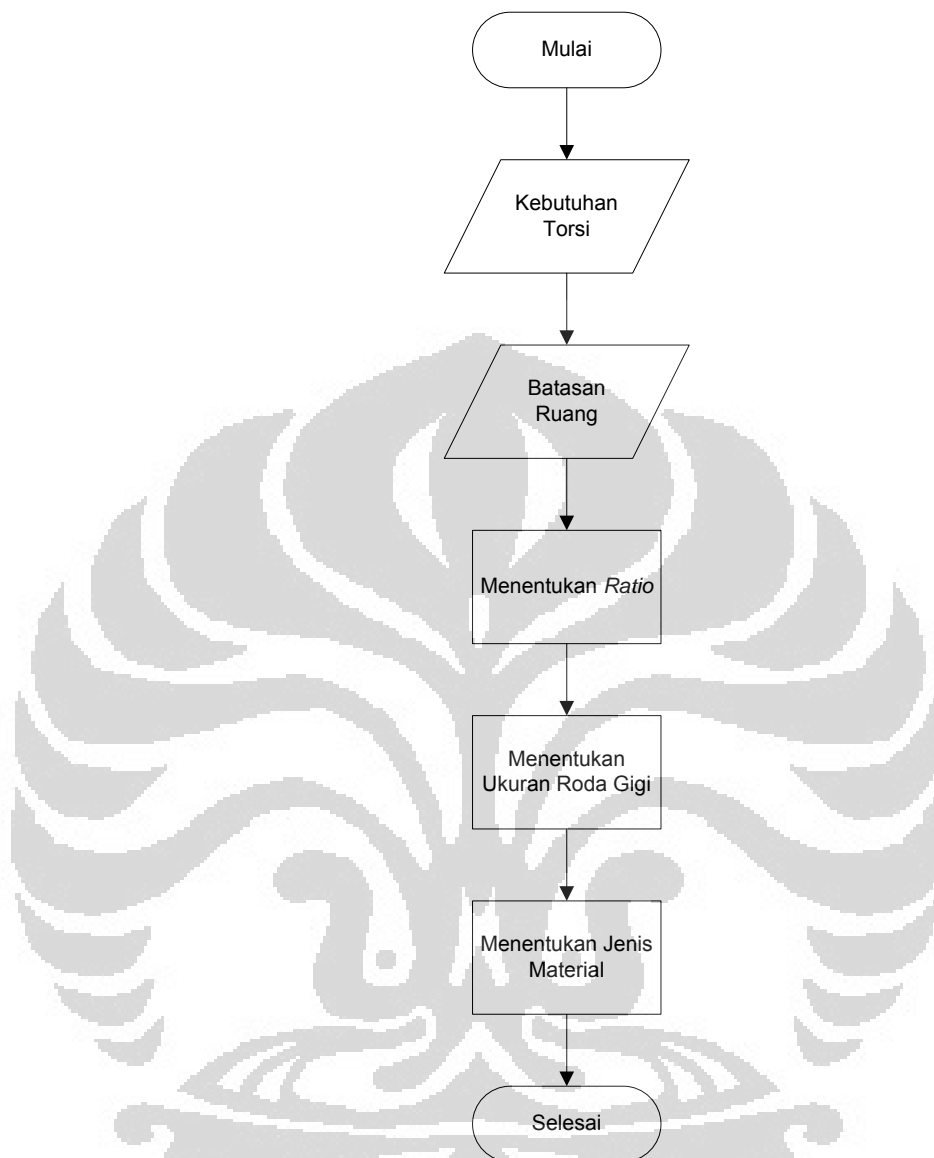 Mulai
Kebutuhan
Torsi
Batasan
Ruang
Menentukan Ratio
Menentukan
Ukuran Roda Gigi
Menentukan Jenis
Material
Selesai